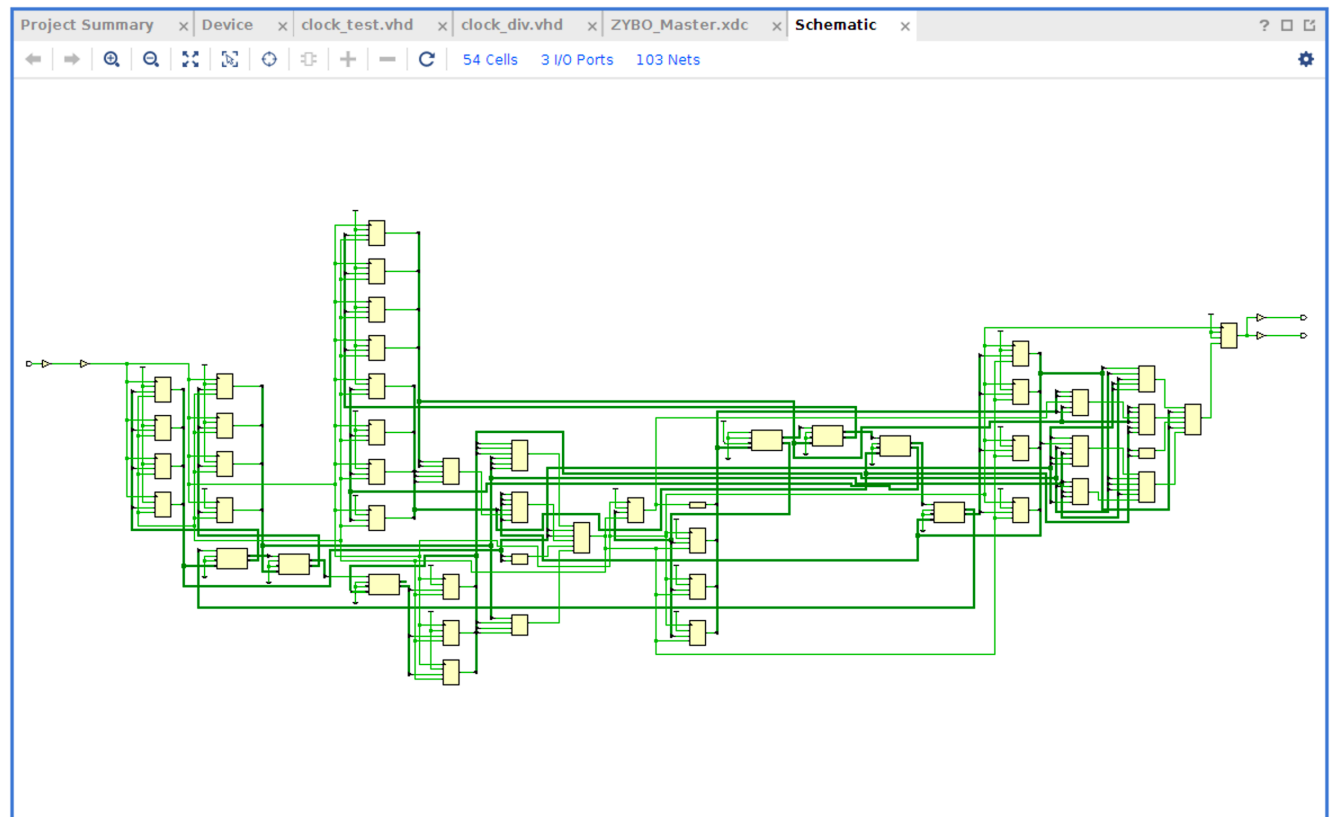 Project Summary × Device × clock_test.vhd × clock_div.vhd × ZYBO_Master.xdc × Schematic × ?
54 Cells 3 I/O Ports 103 Nets